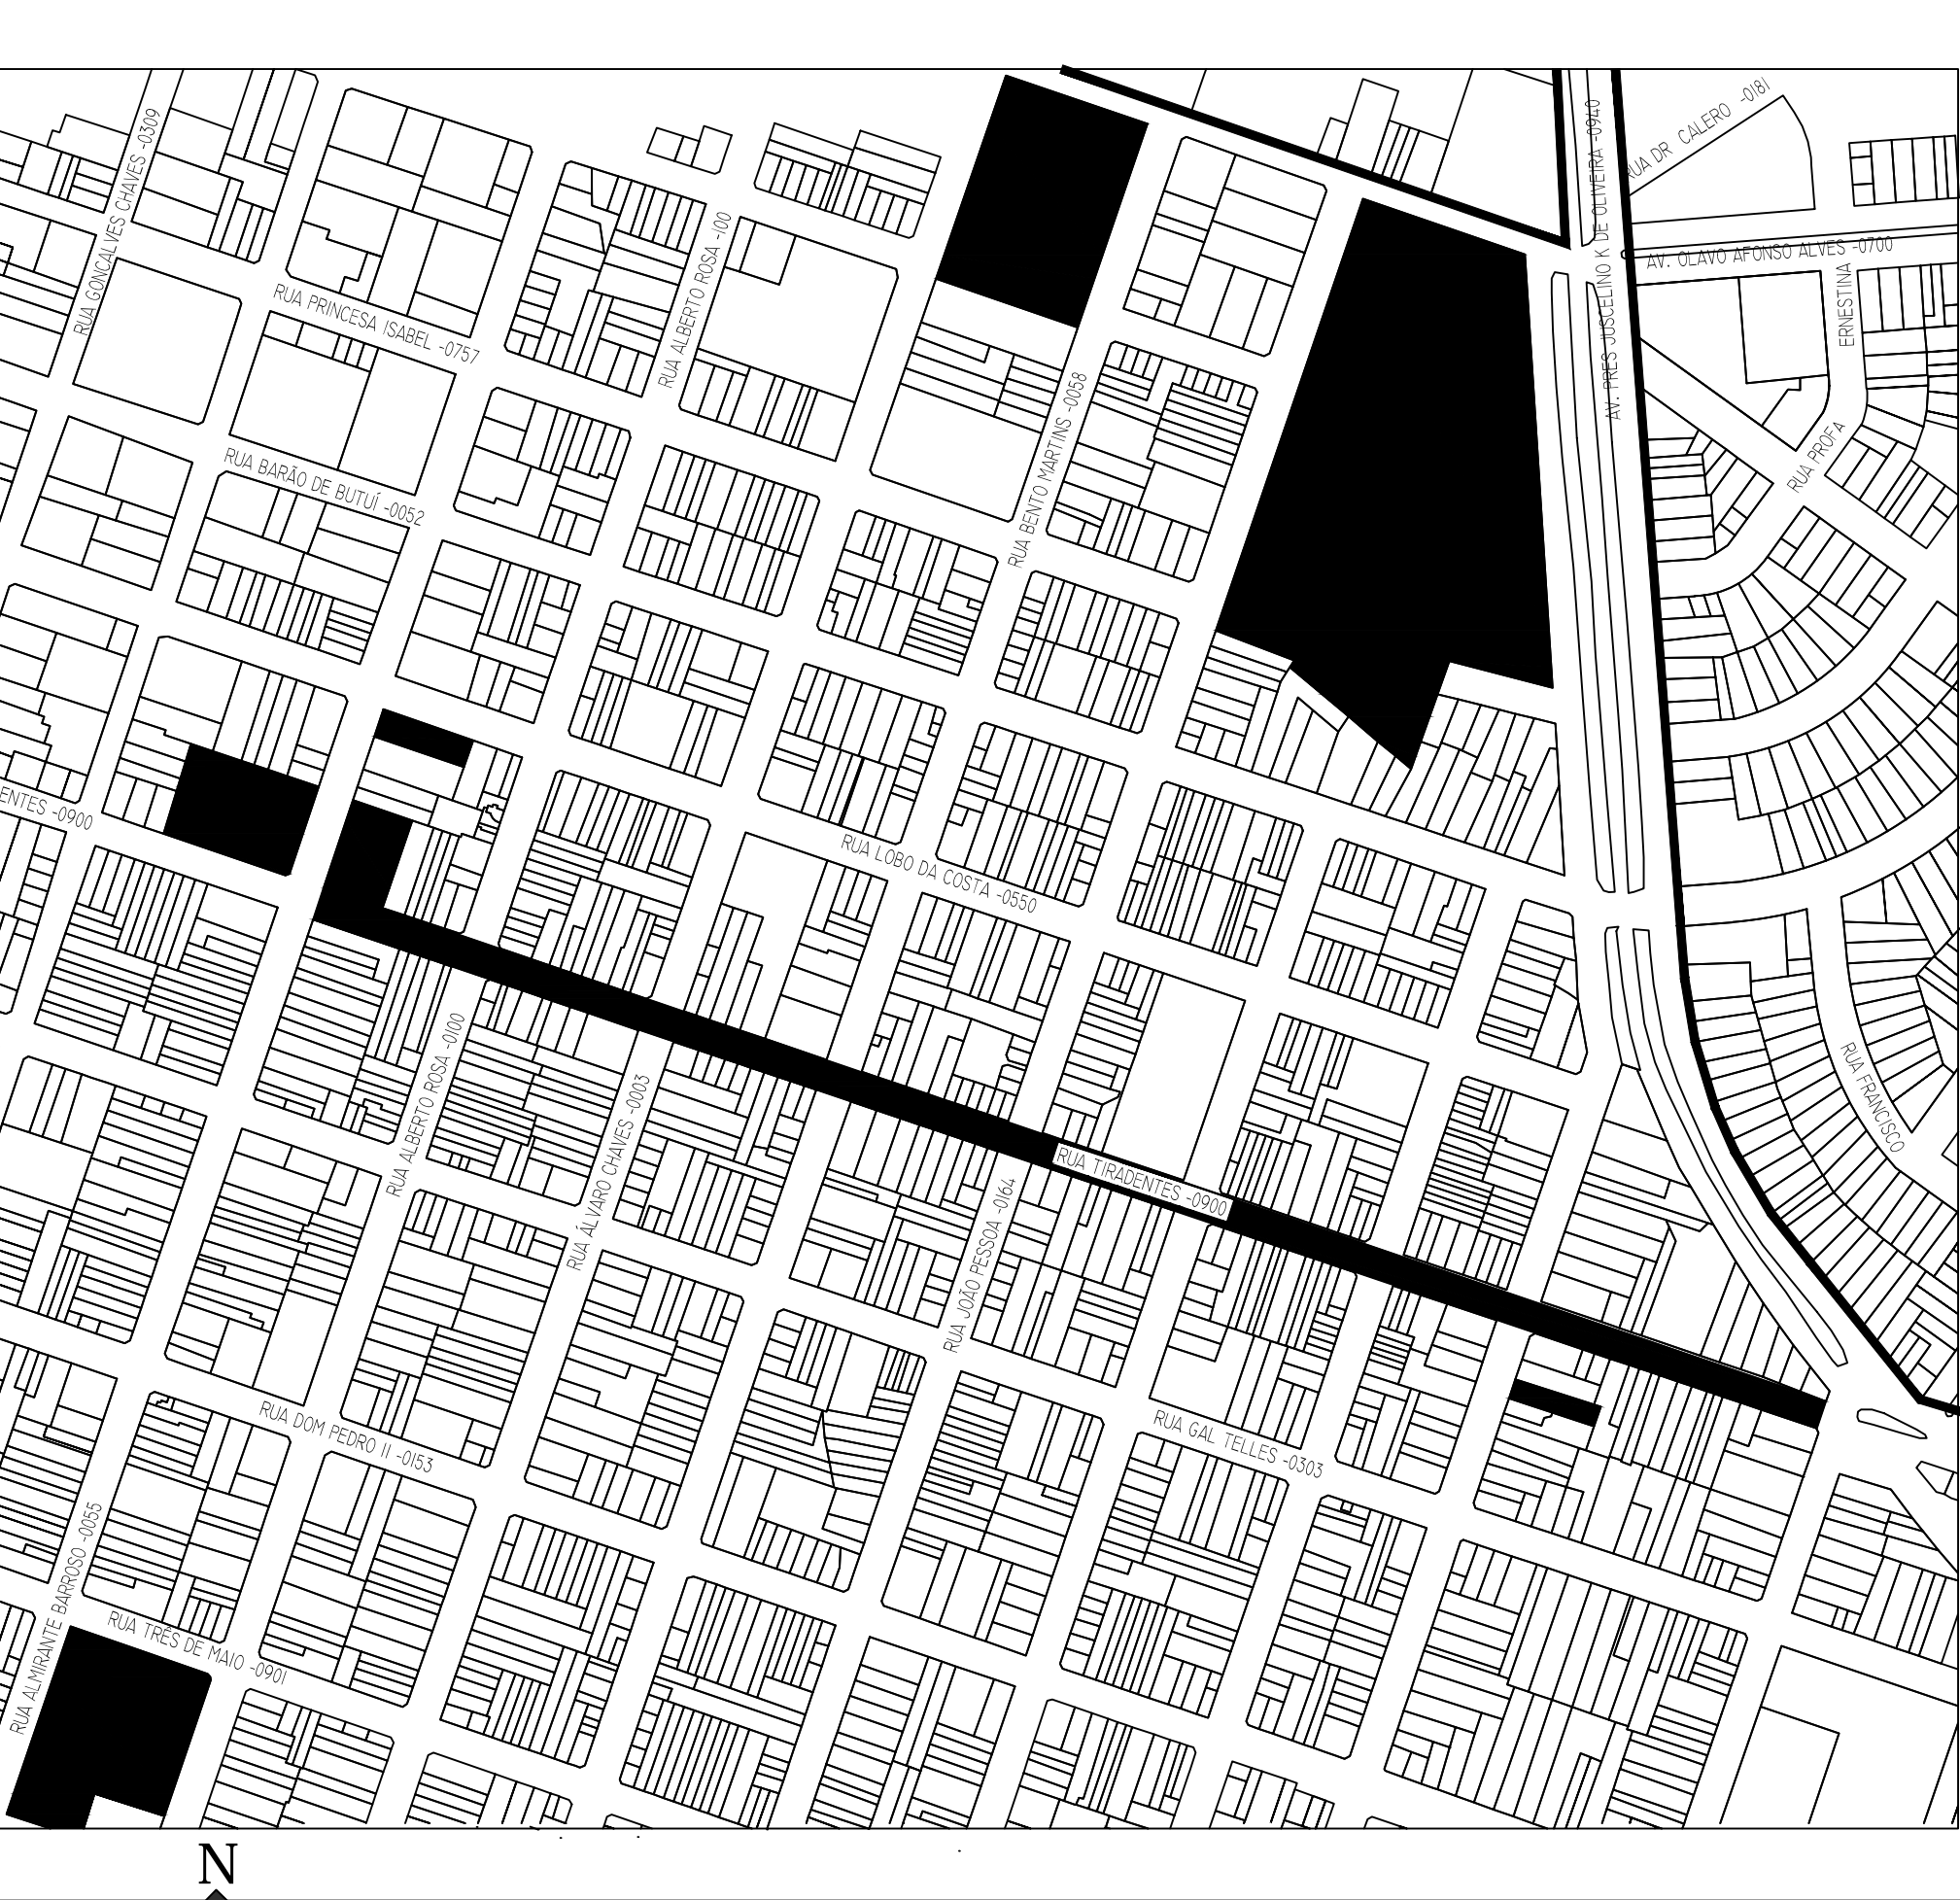 RUA GONÇALVES CHAVES -0309
RUA DR. CALERO -0181
AV. PRES JUSCELINO K DE OLIVEIRA -0940
AV. OLAVO AFONSO ALVES -0700
RUA ALBERTO ROSA -100
RUA PRINCESA ISABEL -0757
ERNESTINA
RUA PROFA
RUA BENTO MARTINS -0058
RUA BARÃO DE BUTUÍ -0052
ENTES -0900
RUA LOBO DA COSTA -0550
RUA ALBERTO ROSA -0100
RUA ÁLVARO CHAVES -0003
RUA FRANCISCO
RUA TIRADENTES -0900
RUA JOÃO PESSOA -0164
RUA DOM PEDRO II -0153
RUA GAL TELLES -0303
RUA ALMIRANTE BARROSO -0055
RUA TRÊS DE MAIO -0901
N